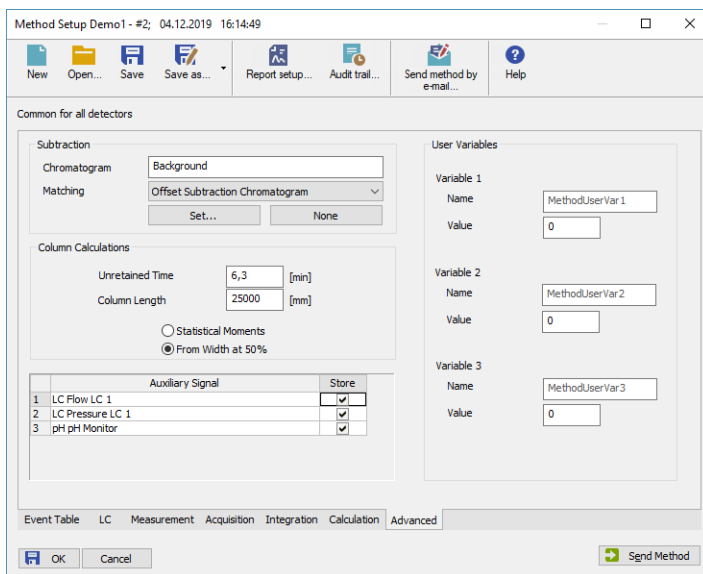 Method Setup Demo1 - #2; 04.12.2019 16:14:49
New Open... Save Save as... Report setup... Audit trail... Send method by e-mail... Help
Common for all detectors
Subtraction
Chromatogram Background
Matching Offset Subtraction Chromatogram
Set... None
Column Calculations
Unretained Time 6,3 [min]
Column Length 25000 [mm]
Statistical Moments
From Width at 50%
Auxiliary Signal Store
1 LC Flow LC 1
2 LC Pressure LC 1
3 pH pH Monitor
User Variables
Variable 1
Name MethodUserVar1
Value 0
Variable 2
Name MethodUserVar2
Value 0
Variable 3
Name MethodUserVar3
Value 0
Event Table LC Measurement Acquisition Integration Calculation Advanced
OK Cancel Send Method